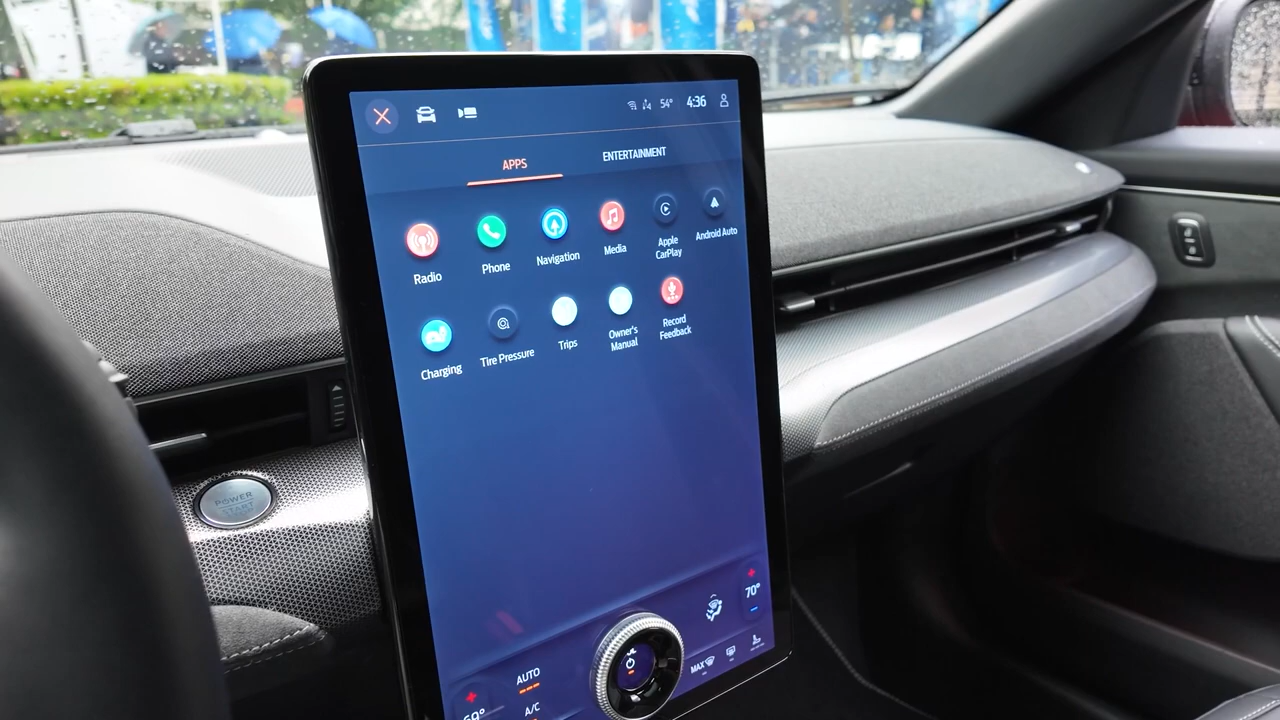 54° 4:36
APPS ENTERTAINMENT
Radio Phone Navigation Media Apple CarPlay Android Auto
Charging Tire Pressure Trips Owner's Manual Record Feedback
POWER
START
70°
AUTO
MAX
A/C
69°